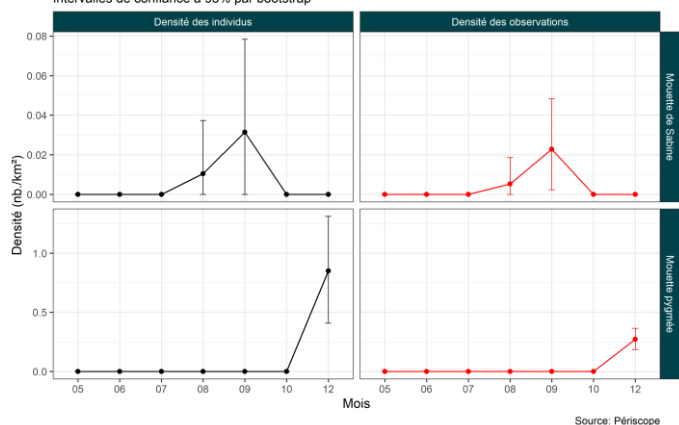 Intervalles de confiance à 95% par bootstrap
Densité des individus
Densité des observations
0.08
0.06
0.04
0.02
0.00
Mouette de Sabine
Densité (nb./km²)
1.0
0.5
0.0
Mouette pygmée
05 06 07 08 09 10 12
05 06 07 08 09 10 12
Mois
Source: Périscope